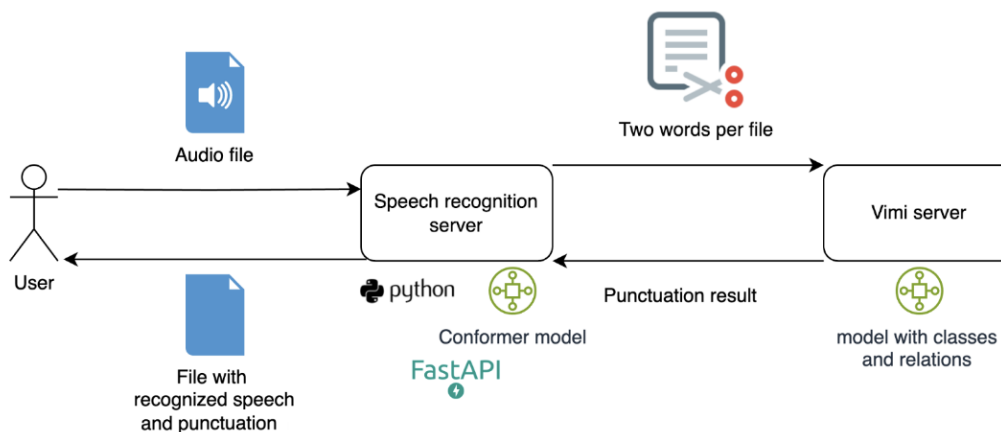 Two words per file
Audio file
Speech recognition
server
Vimi server
User
python
Punctuation result
Conformer model
model with classes
and relations
FastAPI
File with
recognized speech
and punctuation